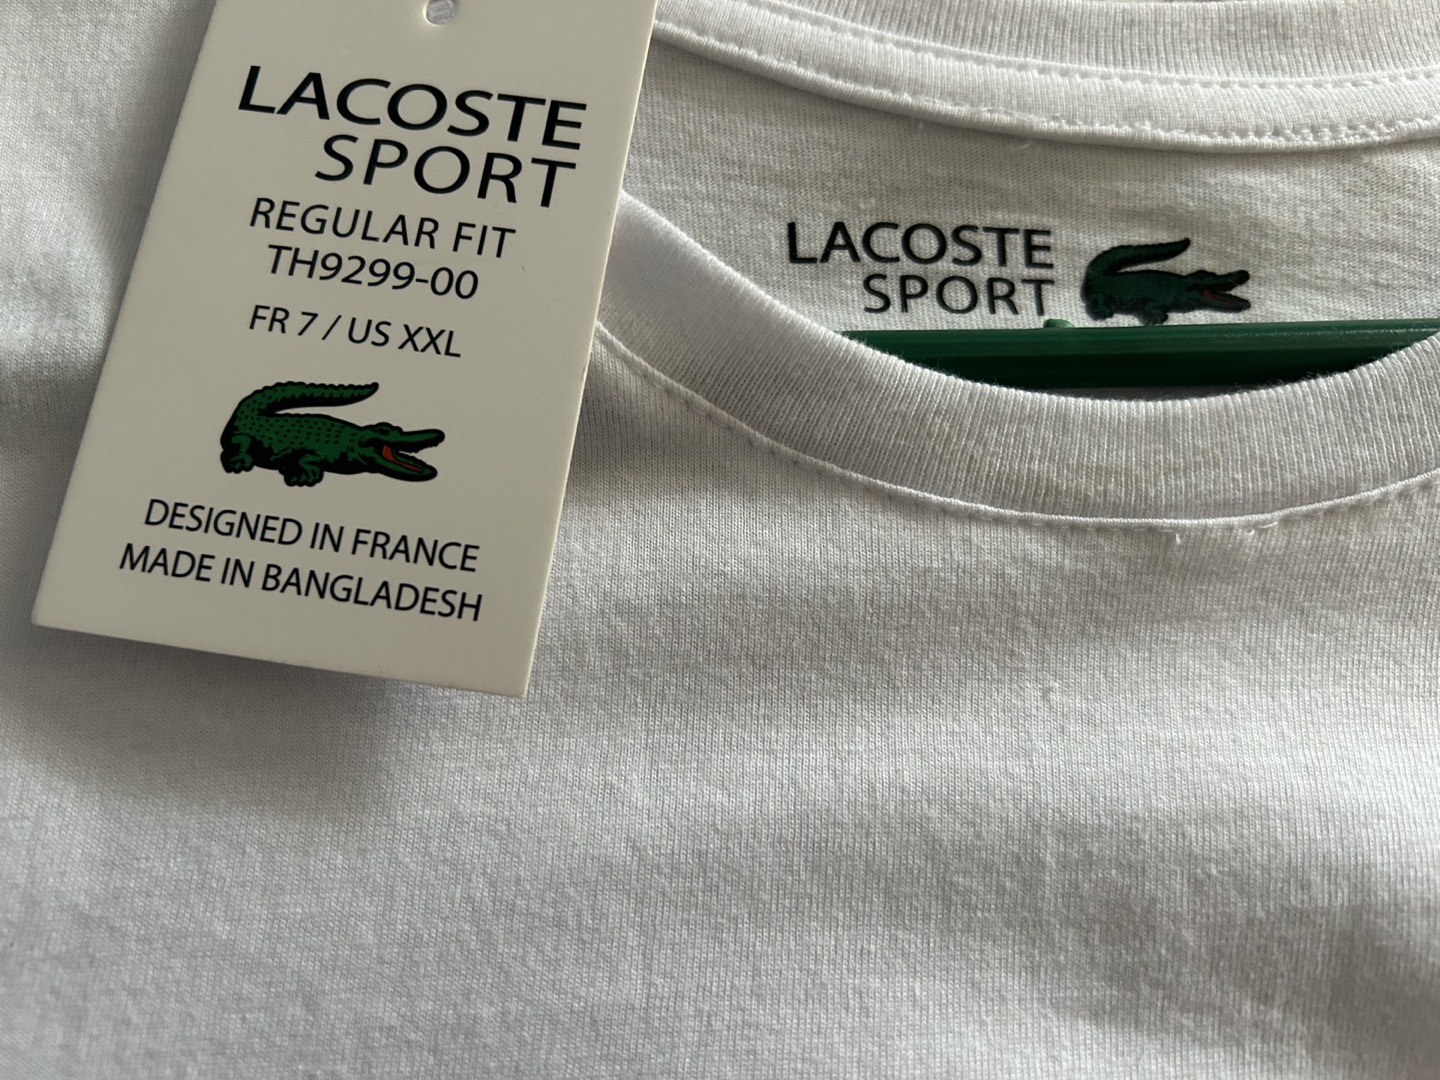 LACOSTE
SPORT
REGULAR FIT
TH9299-00
FR 7 / US XXL
DESIGNED IN FRANCE
MADE IN BANGLADESH
LACOSTE
SPORT